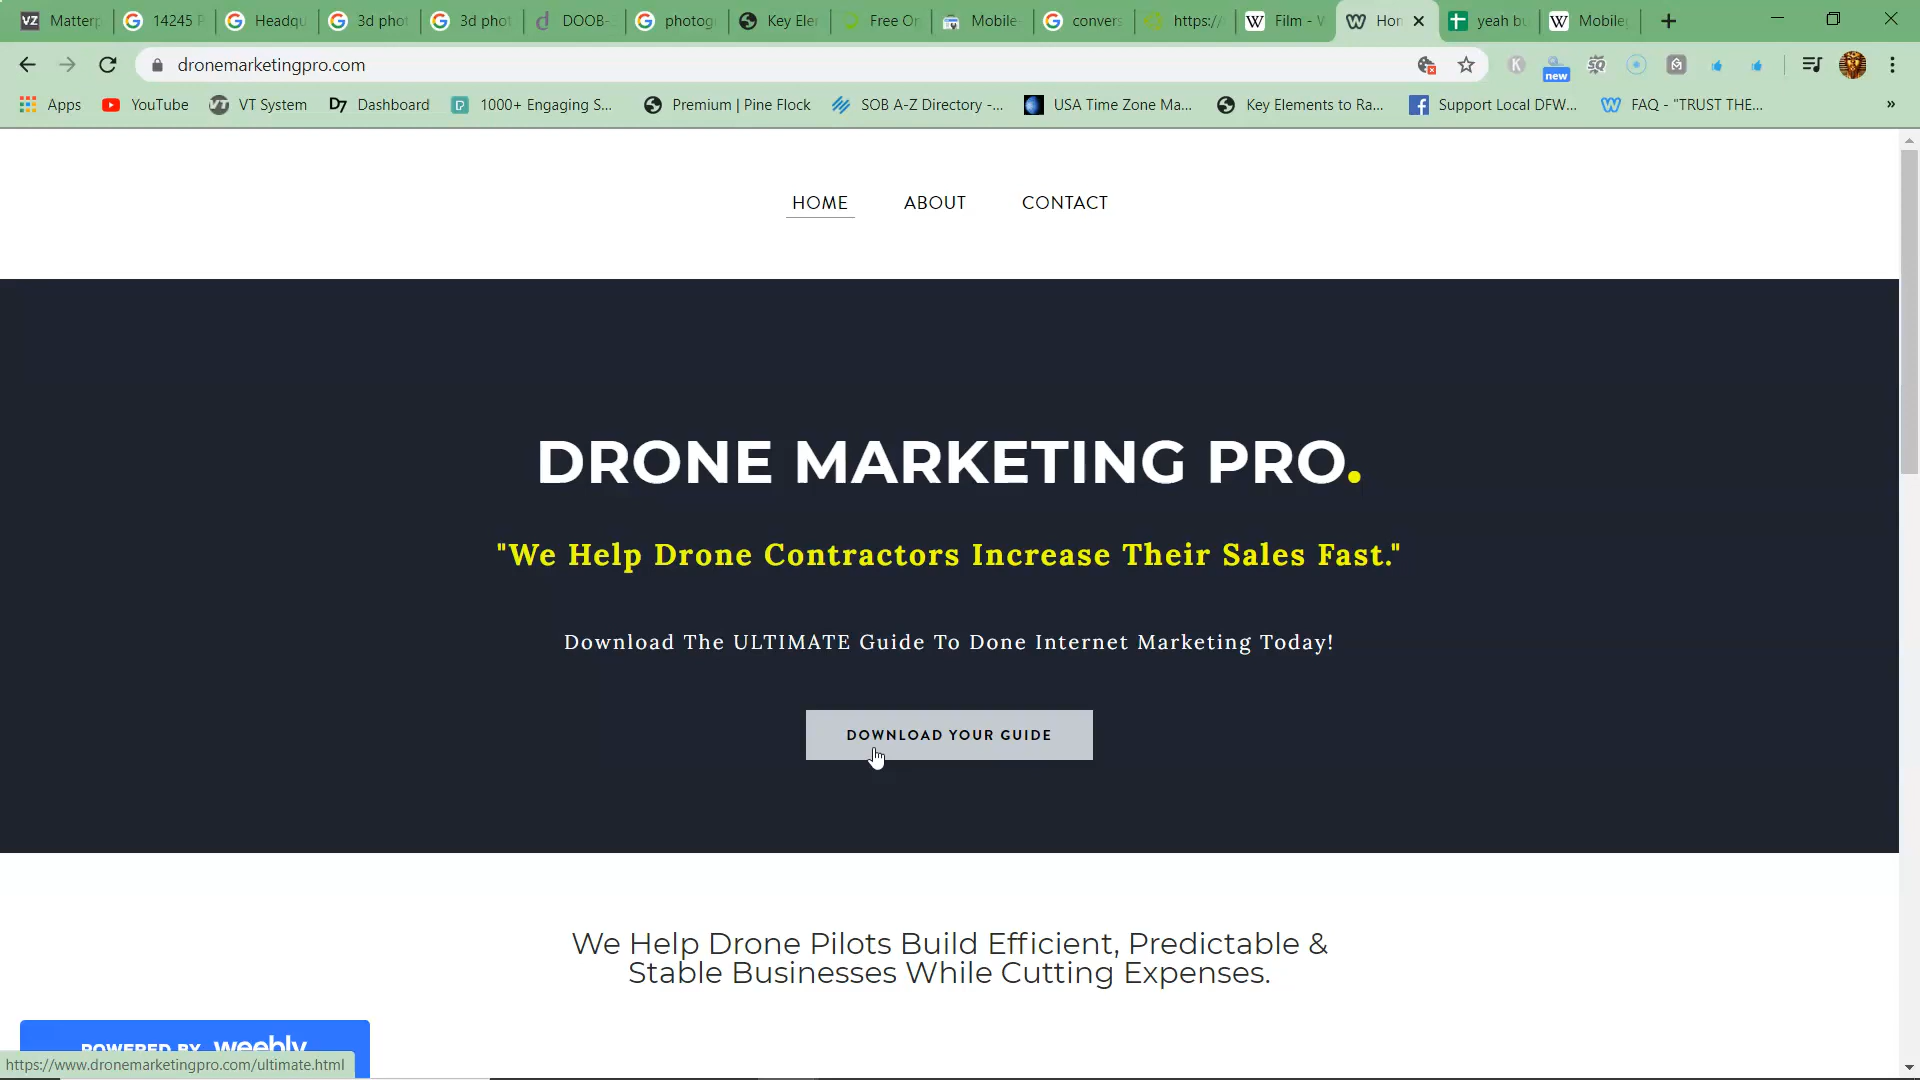 Matterp 14245 P Headqu 3d phot 3d phot DOOB- photog Key Ele Free On Mobile- convers https:// Film - W Hon yeah bu Mobile
dronemarketingpro.com
new
Apps YouTube VT System D7 Dashboard 1000+ Engaging S... Premium | Pine Flock SOB A-Z Directory -... USA Time Zone Ma... Key Elements to Ra... Support Local DFW... FAQ - "TRUST THE... »
HOME ABOUT CONTACT
DRONE MARKETING PRO.
"We Help Drone Contractors Increase Their Sales Fast."
Download The ULTIMATE Guide To Done Internet Marketing Today!
DOWNLOAD YOUR GUIDE
We Help Drone Pilots Build Efficient, Predictable &
Stable Businesses While Cutting Expenses.
POWERED BY weebly
https://www.dronemarketingpro.com/ultimate.html